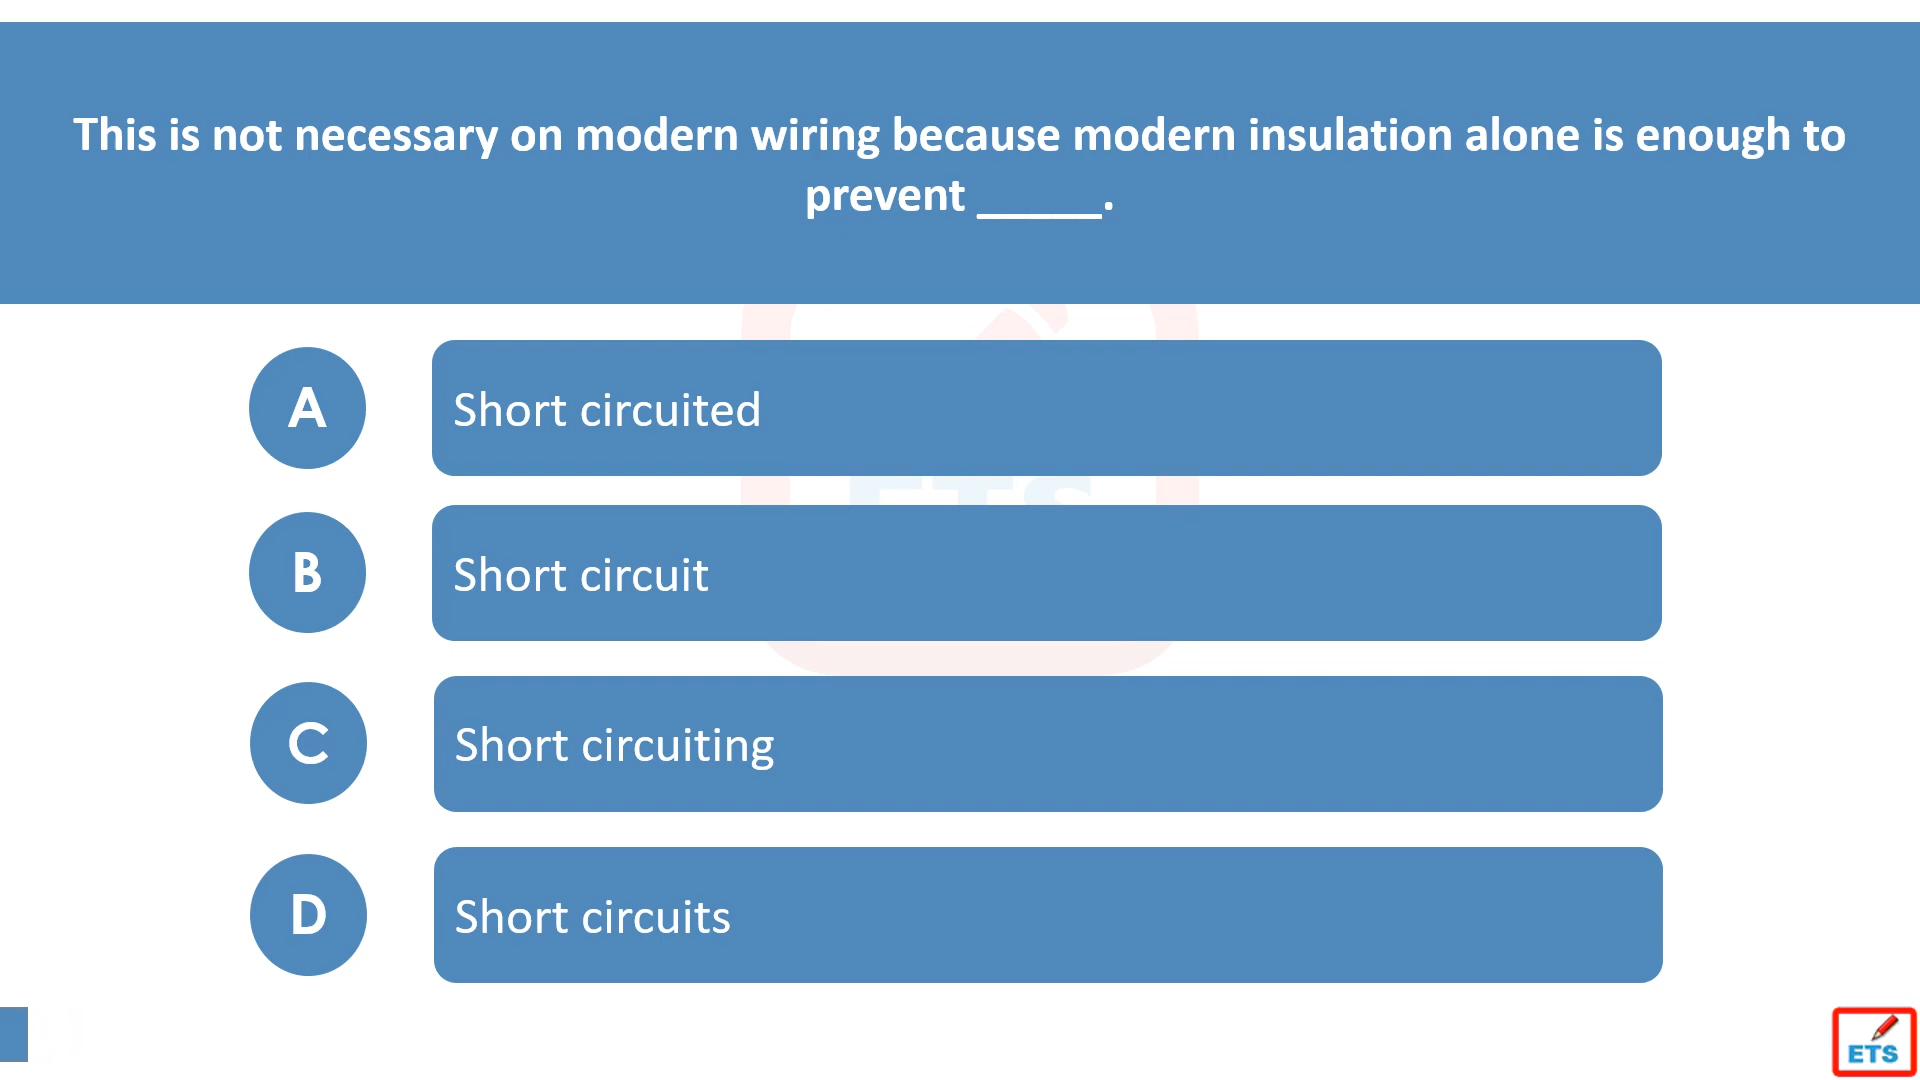 This is not necessary on modern wiring because modern insulation alone is enough to
prevent _____.
A
Short circuited
ETS
B
Short circuit
C
Short circuiting
D
Short circuits
ETS